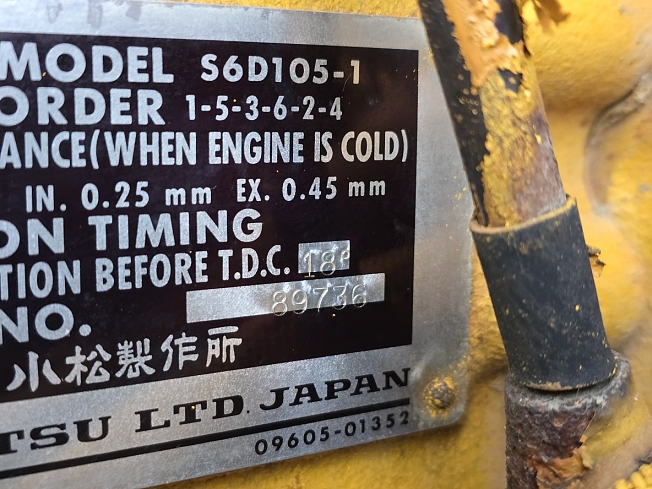 MODEL S6D105-1
ORDER 1-5-3-6-2-4
ANCE (WHEN ENGINE IS COLD)
IN. 0.25 mm EX. 0.45 mm
ON TIMING
TION BEFORE T.D.C. 18°
NO. 89736
小松製作所
TSU LTD. JAPAN
09605-01352